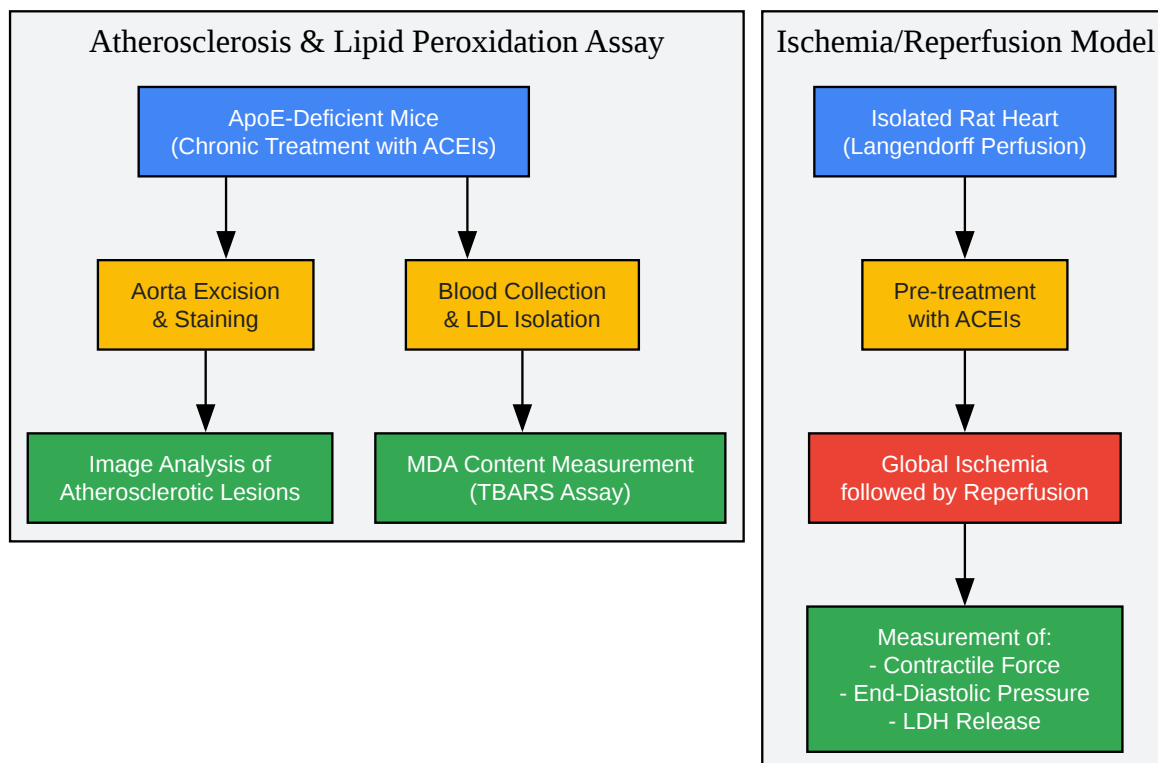 Atherosclerosis & Lipid Peroxidation Assay
ApoE-Deficient Mice
(Chronic Treatment with ACEIs)
Aorta Excision
& Staining
Blood Collection
& LDL Isolation
Image Analysis of
Atherosclerotic Lesions
MDA Content Measurement
(TBARS Assay)
Ischemia/Reperfusion Model
Isolated Rat Heart
(Langendorff Perfusion)
Pre-treatment
with ACEIs
Global Ischemia
followed by Reperfusion
Measurement of:
- Contractile Force
- End-Diastolic Pressure
- LDH Release